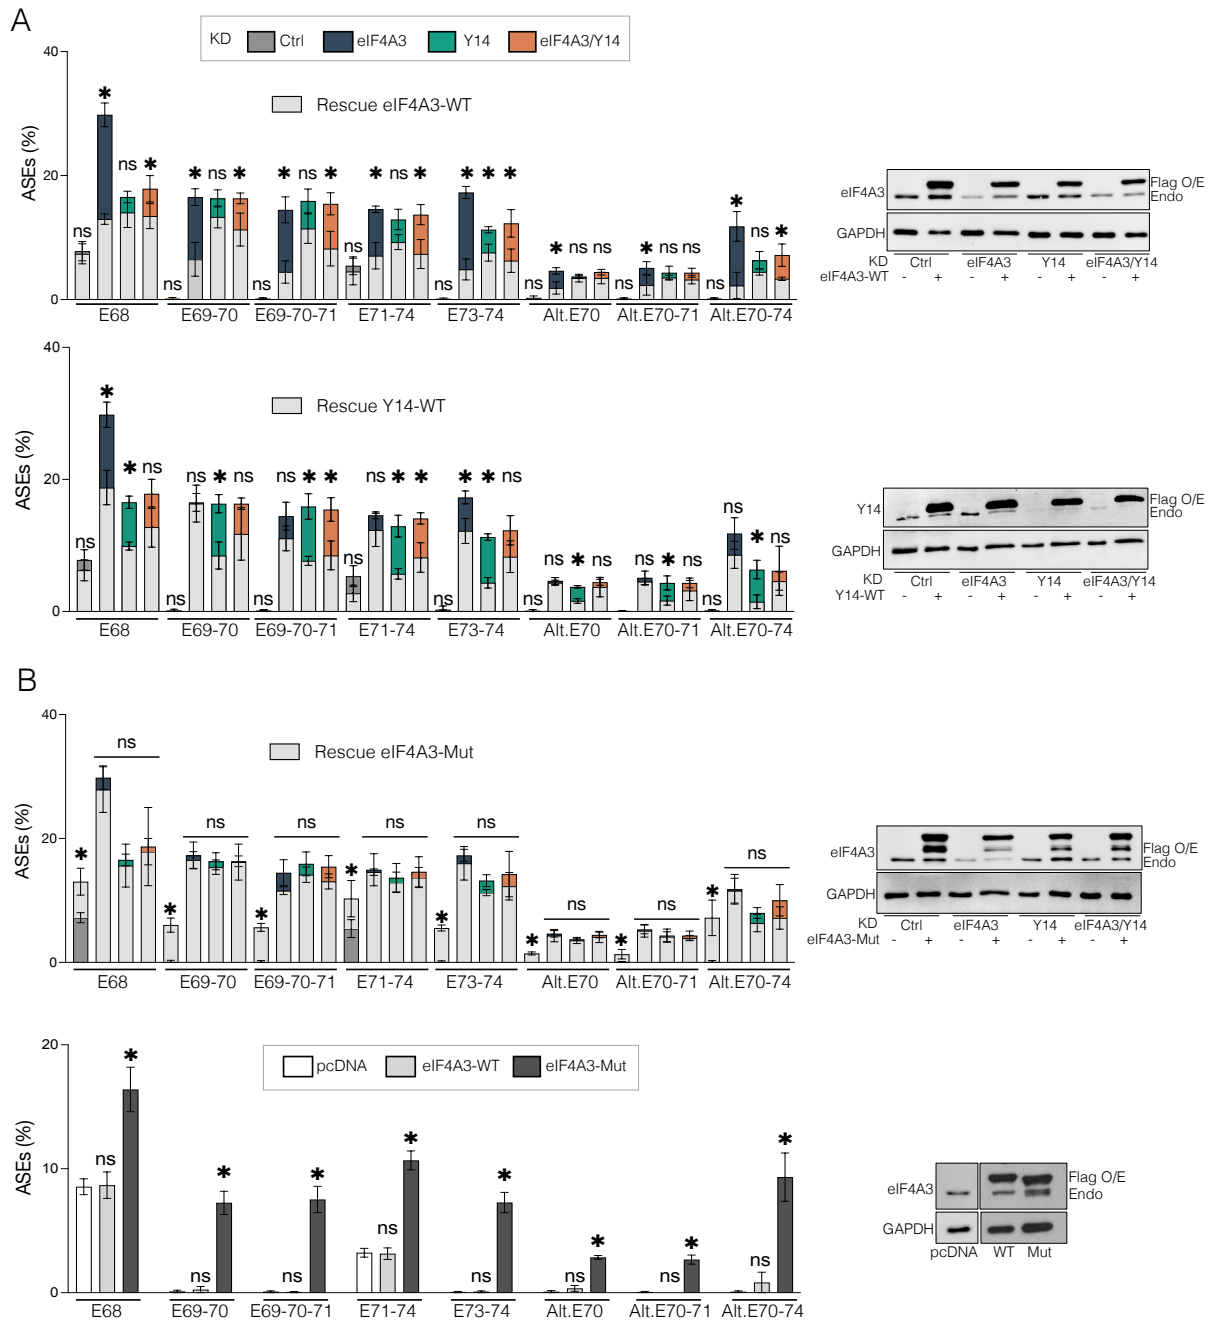 A
KD Ctrl eIF4A3 Y14 eIF4A3/Y14
Rescue eIF4A3-WT
ASEs (%)
40
20
0
ns * ns *
ns * ns *
ns * ns *
ns * ns *
ns * * *
ns * ns ns
ns * ns ns
ns * ns *
E68 E69-70 E69-70-71 E71-74 E73-74 Alt.E70 Alt.E70-71 Alt.E70-74
eIF4A3 Flag O/E
Endo
GAPDH
KD Ctrl eIF4A3 Y14 eIF4A3/Y14
eIF4A3-WT - + - + - + - +
Rescue Y14-WT
ASEs (%)
40
20
0
ns * * ns
ns ns * ns
ns ns * *
ns ns * *
ns * * ns
ns ns * ns
ns ns * ns
ns ns * ns
E68 E69-70 E69-70-71 E71-74 E73-74 Alt.E70 Alt.E70-71 Alt.E70-74
Y14 Flag O/E
Endo
GAPDH
KD Ctrl eIF4A3 Y14 eIF4A3/Y14
Y14-WT - + - + - + - +
B
Rescue eIF4A3-Mut
ASEs (%)
40
20
0
* ns
* ns
* ns
* ns
* ns
* ns
* ns
* ns
E68 E69-70 E69-70-71 E71-74 E73-74 Alt.E70 Alt.E70-71 Alt.E70-74
eIF4A3 Flag O/E
Endo
GAPDH
KD Ctrl eIF4A3 Y14 eIF4A3/Y14
eIF4A3-Mut - + - + - + - +
pcDNA eIF4A3-WT eIF4A3-Mut
ASEs (%)
20
10
0
ns *
ns *
ns *
ns *
ns *
ns *
ns *
ns *
E68 E69-70 E69-70-71 E71-74 E73-74 Alt.E70 Alt.E70-71 Alt.E70-74
eIF4A3 Flag O/E
Endo
GAPDH
pcDNA WT Mut